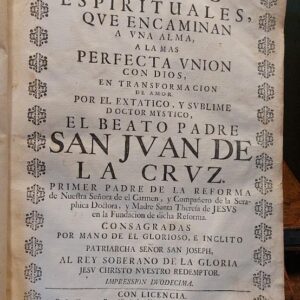 ESPIRITUALES,
QVE ENCAMINAN
A VNA ALMA,
A LA MAS
PERFECTA VNION
CON DIOS,
EN TRANSFORMACION
DE AMOR
POR EL EXTATICO, Y SVBLIME
DOCTOR MYSTICO,
EL BEATO PADRE
SAN JVAN DE
LA CRVZ.
PRIMER PADRE DE LA REFORMA
de Nuestra Señora de el Carmen, y Compañero de la Sera-
phica Doctora, y Madre Santa Theresa de JESVS
en la Fundacion de dicha Reforma.
CONSAGRADAS
POR MANO DE EL GLORIOSO, E INCLITO
PATRIARCHA SEÑOR SAN JOSEPH,
AL REY SOBERANO DE LA GLORIA
JESV CHRISTO NVESTRO REDEMPTOR.
IMPRESSION DVODECIMA.
CON LICENCIA.